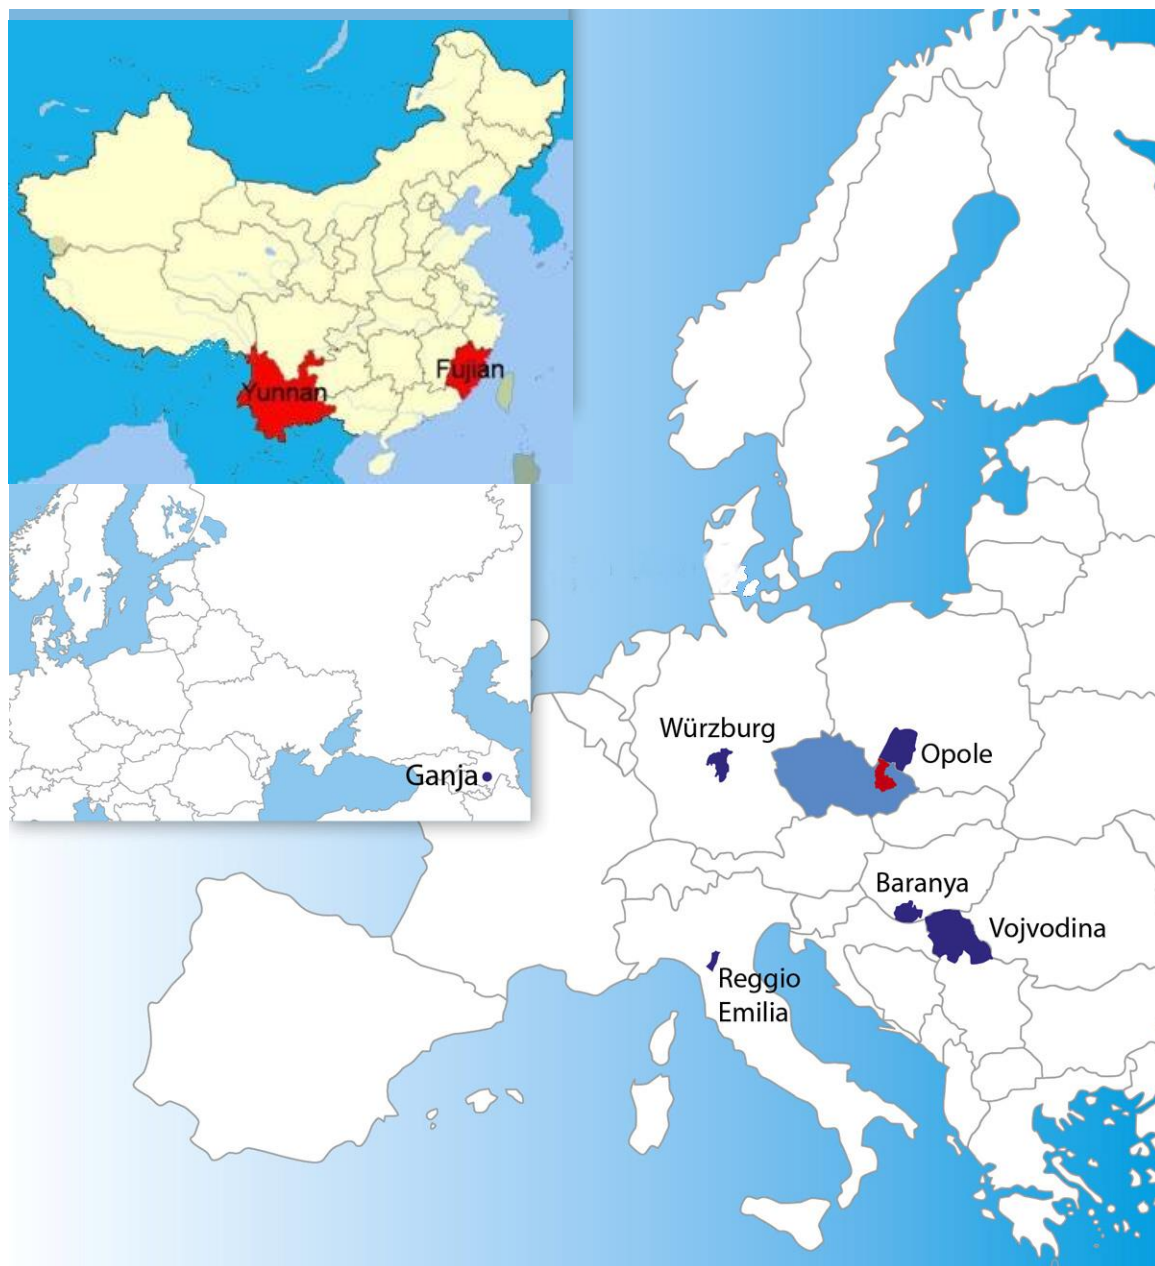 Fujian
Yunnan
Würzburg
Opole
Ganja
Baranya
Vojvodina
Reggio
Emilia